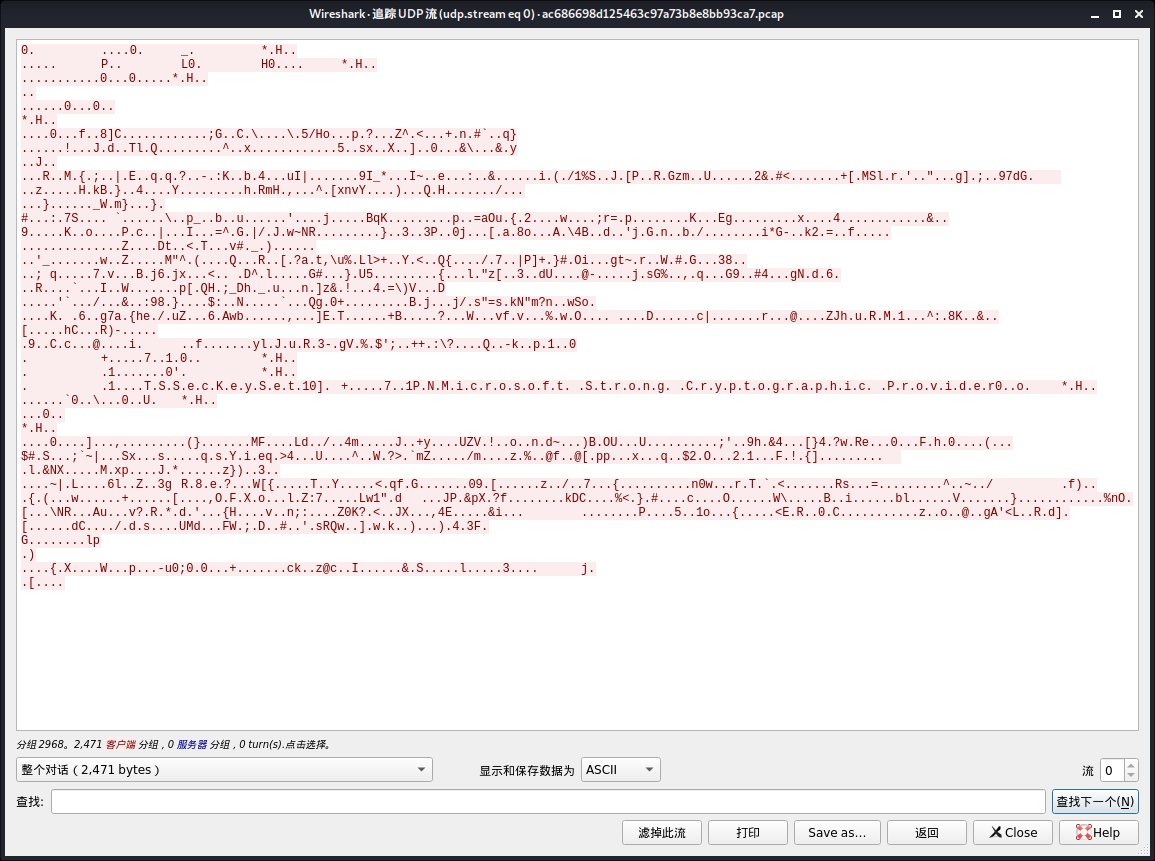 Wireshark · 追踪 UDP 流 (udp.stream eq 0) · ac686698d125463c97a73b8e8bb93ca7.pcap
0. ....0. _. *.H..
..... P.. L0. H0.... *.H..
...........0...0.....*.H..
..
......0...0..
*.H..
....0...f..8]C............;G..C.\....\.5/Ho...p.?...Z^.<...+.n.#`..q}
......!...J.d..Tl.Q.........^..x............5..sx..X..]..0...&\...&.y
..J..
...R..M.{.;..|.E..q.q.?..-.:K..b.4...uI|.......9I_*...I~..e...:..&......i.(./1%S..J.[P..R.Gzm..U......2&.#<.......+[.MSl.r.'.."...g].;..97dG.
..z.....H.kB.}..4....Y.........h.RmH.,...^.[xnvY....)...Q.H......./...
...}......_W.m}...}.
#...:.7S.... `......\..p_..b..u......'....j.....BqK.........p..=aOu.{.2....w....;r=.p........K...Eg.........x....4............&..
9.....K..o....P.c..|...I...=^.G.|/.J.w~NR.........}..3..3P..0j...[.a.8o...A.\4B..d..'j.G.n..b./........i*G-..k2.=..f.....
.............Z....Dt..<.T...v#._.)......
..'_.......w..Z.....M"^.(....Q...R..[.?a.t,\u%.Ll>+..Y.<..Q{..../.7..|P]+.}#.Oi...gt~.r..W.#.G...38..
..; q.....7.v...B.j6.jx...<.. .D^.l.....G#...}.U5.........{...l."z[..3..dU....@-.....j.sG%..,.q...G9..#4...gN.d.6.
..R....`...I..W.......p[.QH.;_Dh._.u...n.]z&.!...4.=\)V...D
.....'`.../...&..:98.}....$:..N.....`...Qg.0+.........B.j...j/.s"=s.kN"m?n..wSo.
....K. .6..g7a.{he./.uZ...6.Awb......,...]E.T......+B.....?...W...vf.v...%.w.O.... ....D......c|.......r...@....ZJh.u.R.M.1...^:.8K..&..
[.....hC...R)-.....
.9..C.c...@....i. ..f.......yl.J.u.R.3-.gV.%.$';..++.:\?....Q..-k..p.1..0
. +.....7..1.0.. *.H..
. .1.......0'. *.H..
. .1....T.S.S.e.c.K.e.y.S.e.t.10]. +.....7..1P.N.M.i.c.r.o.s.o.f.t. .S.t.r.o.n.g. .C.r.y.p.t.o.g.r.a.p.h.i.c. .P.r.o.v.i.d.e.r0..o. *.H..
......`0..\...0..U. *.H..
...0..
*.H..
....0....]...,.........(}.......MF....Ld../..4m.....J..+y....UZV.!..o..n.d~...)B.OU...U..........;'..9h.&4...[}4.?w.Re...0...F.h.0....(...
$#.S...;`~|...Sx...s.....q.s.Y.i.eq.>4...U....^..W.?>.`mZ...../m....z.%..@f..@[.pp...x...q..$2.O...2.1...F.!.{]........
.l.&NX.....M.xp....J.*......z})..3..
....~|.L....6l..Z..3g R.8.e.?...W[{.....T..Y.....<.qf.G.......09.[......z../..7...{..........n0w...r.T.`.<.......Rs...=.........^..~../ .f)..
.{.(...w......+......[....,O.F.X.o...l.Z:7.....Lw1".d ...JP.&pX.?f........kDC....%<.}.#....c....O......W\.....B..i......bl......V.......}...........%nO.
[...\NR...Au...v?.R.*.d.'...{H....v..n;:....Z0K?.<..JX...,4E.....&i... ........P....5..1o...{.....<E.R..0.C...........z..o..@..gA'<L..R.d].
[......dC..../.d.s....UMd...FW.;.D..#..'.sRQw..].w.k..)...).4.3F.
G........lp
.)
....{.X....W...p...-u0;0.0...+.......ck..z@c..I......&.S.....l.....3.... j.
.[....
分组 2968。2,471 客户端 分组，0 服务器 分组，0 turn(s).点击选择。
整个对话（2,471 bytes） 显示和保存数据为 ASCII 流 0
查找: 查找下一个(N)
滤掉此流 打印 Save as… 返回 Close Help